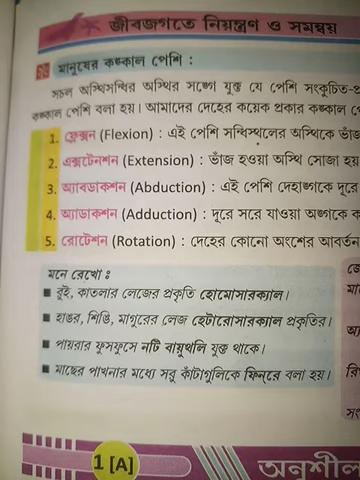 জীবজগতে নিয়ন্ত্রণ ও সমন্বয়
মানুষের কঙ্কাল পেশি :
সচল অস্থিসন্ধির অস্থির সঙ্গে যুক্ত যে পেশি সংকুচিত-প্র
কঙ্কাল পেশি বলা হয়। আমাদের দেহের কয়েক প্রকার কঙ্কাল পে
1. ফ্লেক্সন (Flexion) : এই পেশি সন্ধিস্থলের অস্থিকে ভাঁজ
2. এক্সটেনশন (Extension) : ভাঁজ হওয়া অস্থি সোজা হয়
3. অ্যাবডাকশন (Abduction) : এই পেশি দেহাঙ্গকে দূরে
4. অ্যাডাকশন (Adduction) : দূরে সরে যাওয়া অঙ্গকে ক
5. রোটেশন (Rotation) : দেহের কোনো অংশের আবর্তন
মনে রেখো :
■ রুই, কাতলার লেজের প্রকৃতি হোমোসারক্যাল।
■ হাঙর, শিঙি, মাগুরের লেজ হেটারোসারক্যাল প্রকৃতির।
■ পায়রার ফুসফুসে নটি বায়ুথলি যুক্ত থাকে।
■ মাছের পাখনার মধ্যে সরু কাঁটাগুলিকে ফিন্‌রে বলা হয়।
1 [A]
অনুশীল